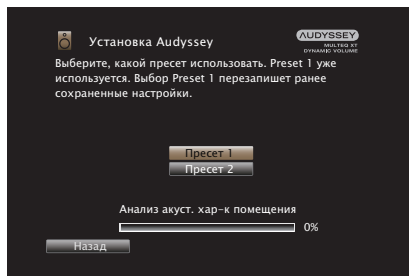 Установка Audyssey
AUDYSSEY
MULTEQ XT
DYNAMIC VOLUME
Выберите, какой пресет использовать. Preset 1 уже
используется. Выбор Preset 1 перезапишет ранее
сохраненные настройки.
Пресет 1
Пресет 2
Анализ акуст. хар-к помещения
0%
Назад